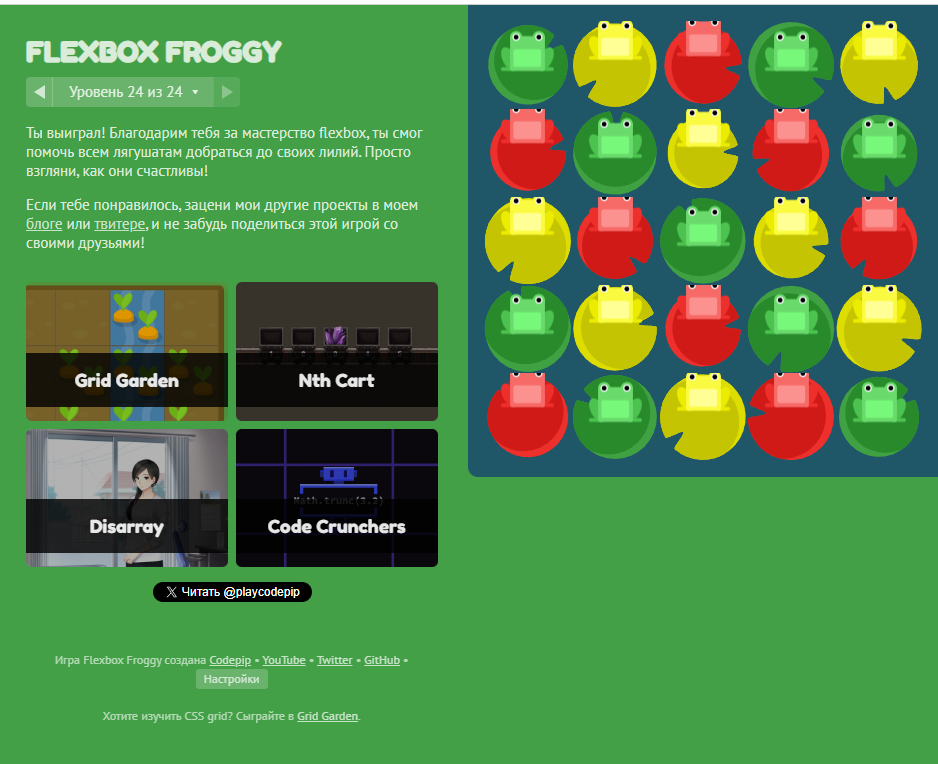 FLEXBOX FROGGY
Уровень 24 из 24
Ты выиграл! Благодарим тебя за мастерство flexbox, ты смог
помочь всем лягушатам добраться до своих лилий. Просто
взгляни, как они счастливы!
Если тебе понравилось, зацени мои другие проекты в моем
блоге или твитере, и не забудь поделиться этой игрой со
своими друзьями!
Grid Garden
Nth Cart
Math.trunc(3.2)
Disarray
Code Crunchers
Читать @playcodepip
Игра Flexbox Froggy создана Codepip • YouTube • Twitter • GitHub •
Настройки
Хотите изучить CSS grid? Сыграйте в Grid Garden.